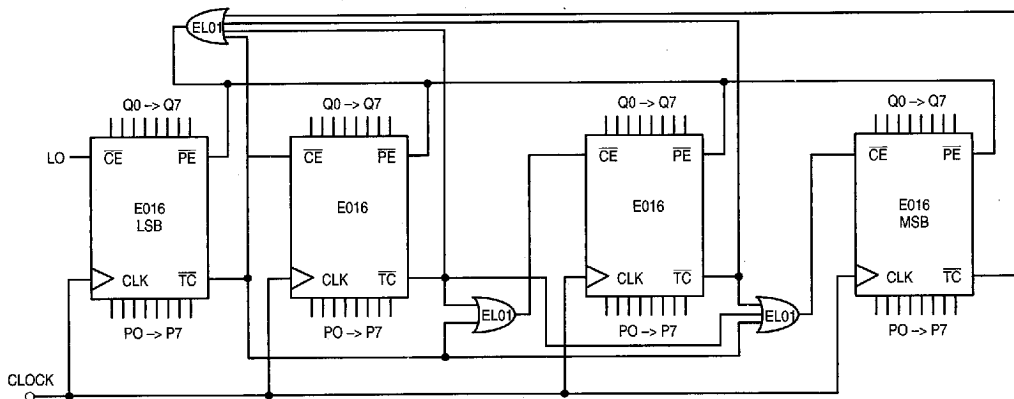 EL01
Q0 -> Q7
Q0 -> Q7
Q0 -> Q7
Q0 -> Q7
LO
CE PE
CE PE
CE PE
CE PE
E016
LSB
E016
E016
E016
MSB
CLK TC
CLK TC
CLK TC
CLK TC
EL01
EL01
PO -> P7
PO -> P7
PO -> P7
PO -> P7
CLOCK